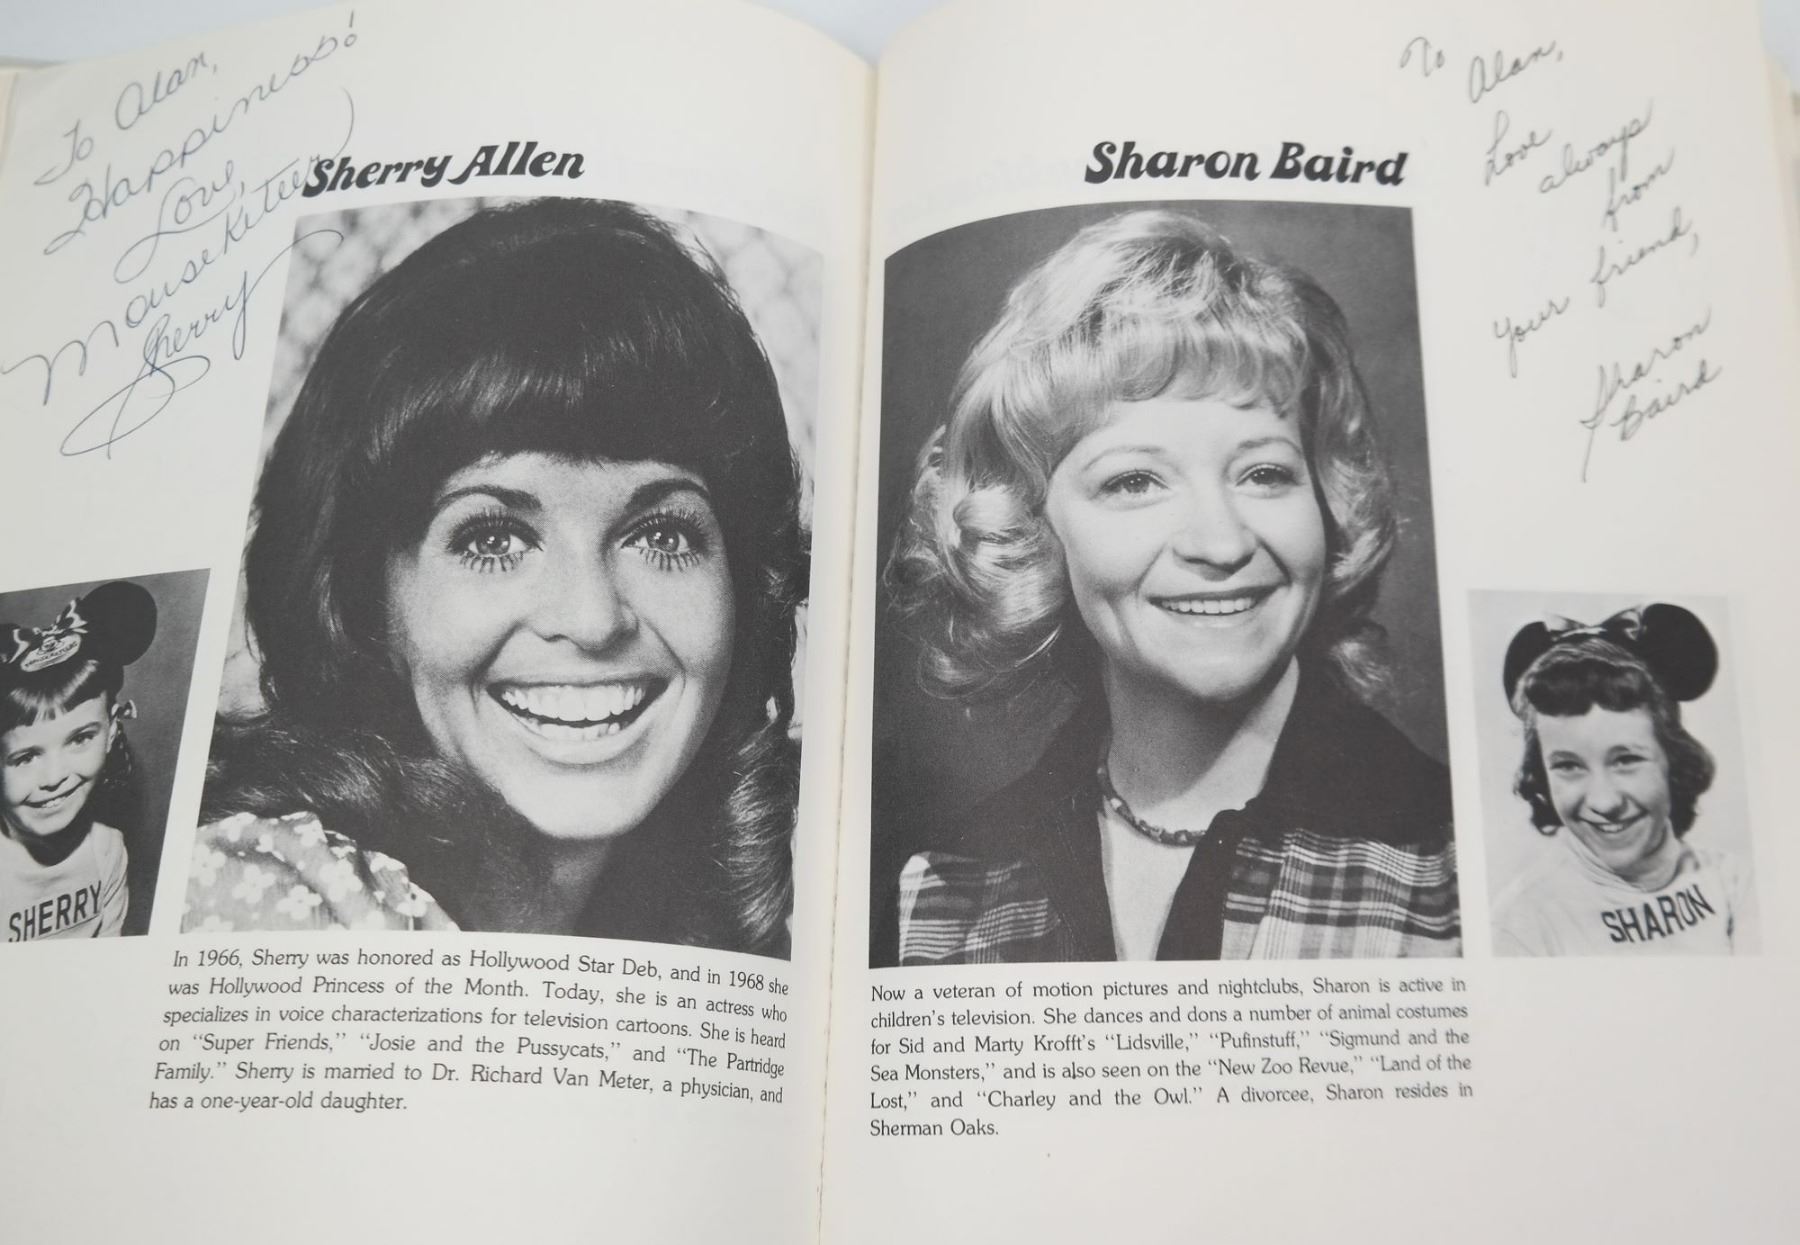 To Alan,
Happiness!
Love,
Mouseketeer
Sherry
Sherry Allen
SHERRY
In 1966, Sherry was honored as Hollywood Star Deb, and in 1968 she
was Hollywood Princess of the Month. Today, she is an actress who
specializes in voice characterizations for television cartoons. She is heard
on “Super Friends,” “Josie and the Pussycats,” and “The Partridge
Family.” Sherry is married to Dr. Richard Van Meter, a physician, and
has a one-year-old daughter.
Sharon Baird
To Alan,
Love
always
from
your friend,
Sharon
Baird
SHARON
Now a veteran of motion pictures and nightclubs, Sharon is active in
children’s television. She dances and dons a number of animal costumes
for Sid and Marty Krofft’s “Lidsville,” “Pufinstuff,” “Sigmund and the
Sea Monsters,” and is also seen on the “New Zoo Revue,” “Land of the
Lost,” and “Charley and the Owl.” A divorcee, Sharon resides in
Sherman Oaks.